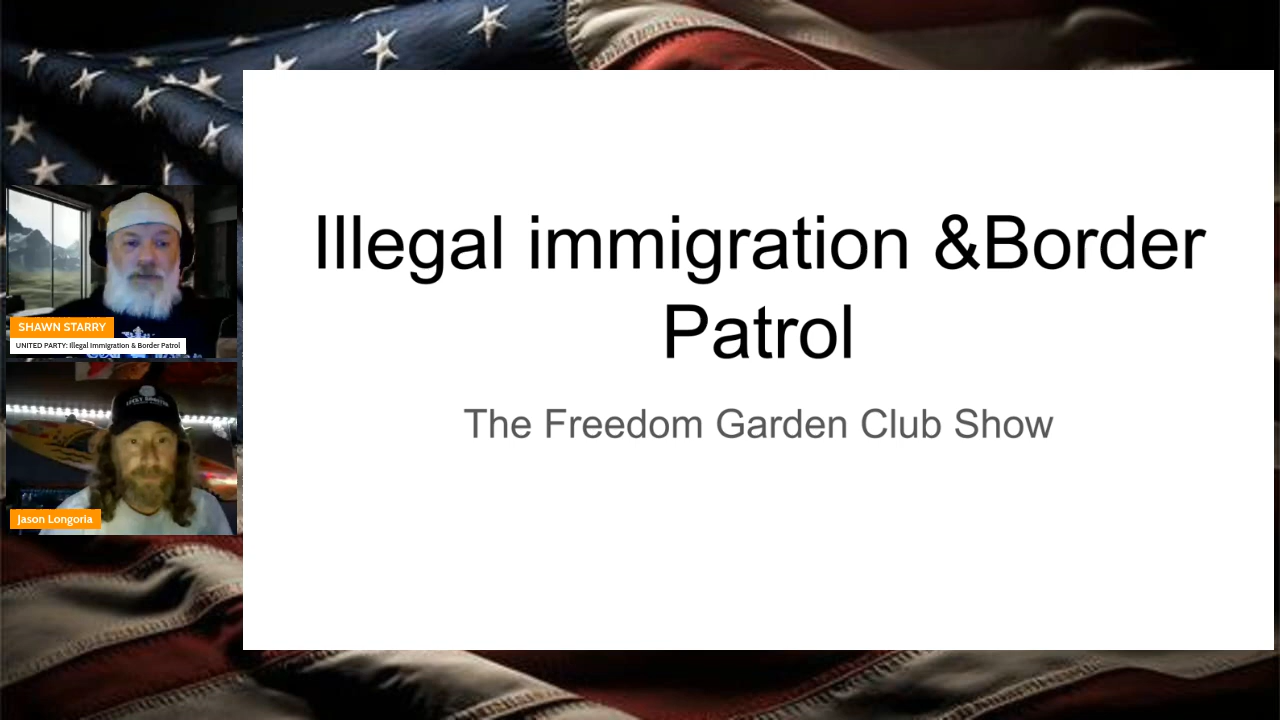 Illegal immigration &Border
Patrol
The Freedom Garden Club Show
SHAWN STARRY
UNITED PARTY: Illegal Immigration & Border Patrol
Jason Longoria